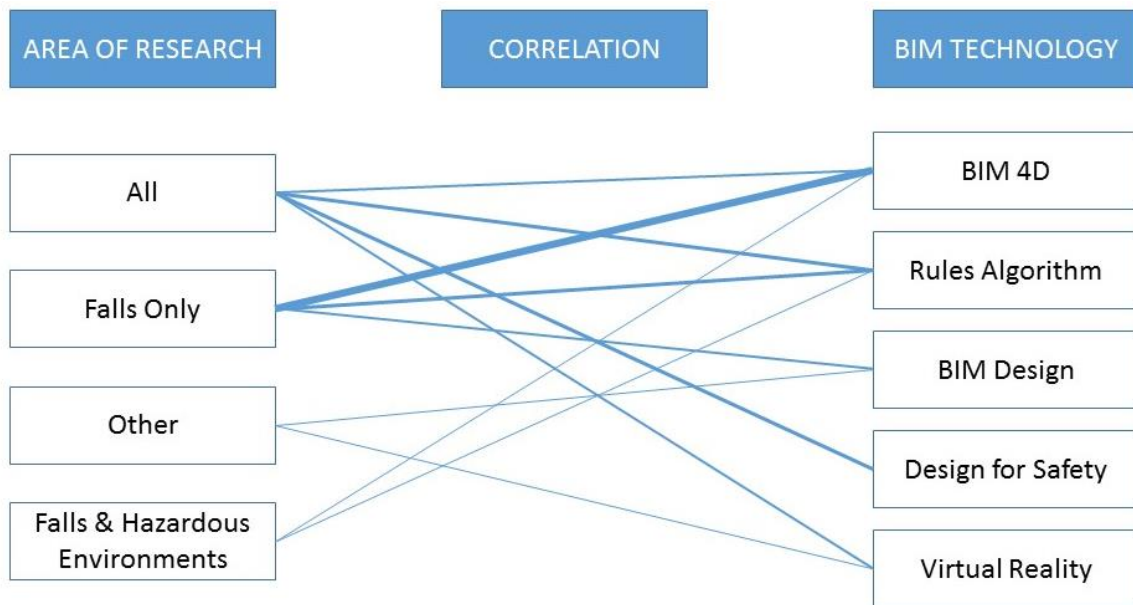 AREA OF RESEARCH
CORRELATION
BIM TECHNOLOGY
All
Falls Only
Other
Falls & Hazardous
Environments
BIM 4D
Rules Algorithm
BIM Design
Design for Safety
Virtual Reality